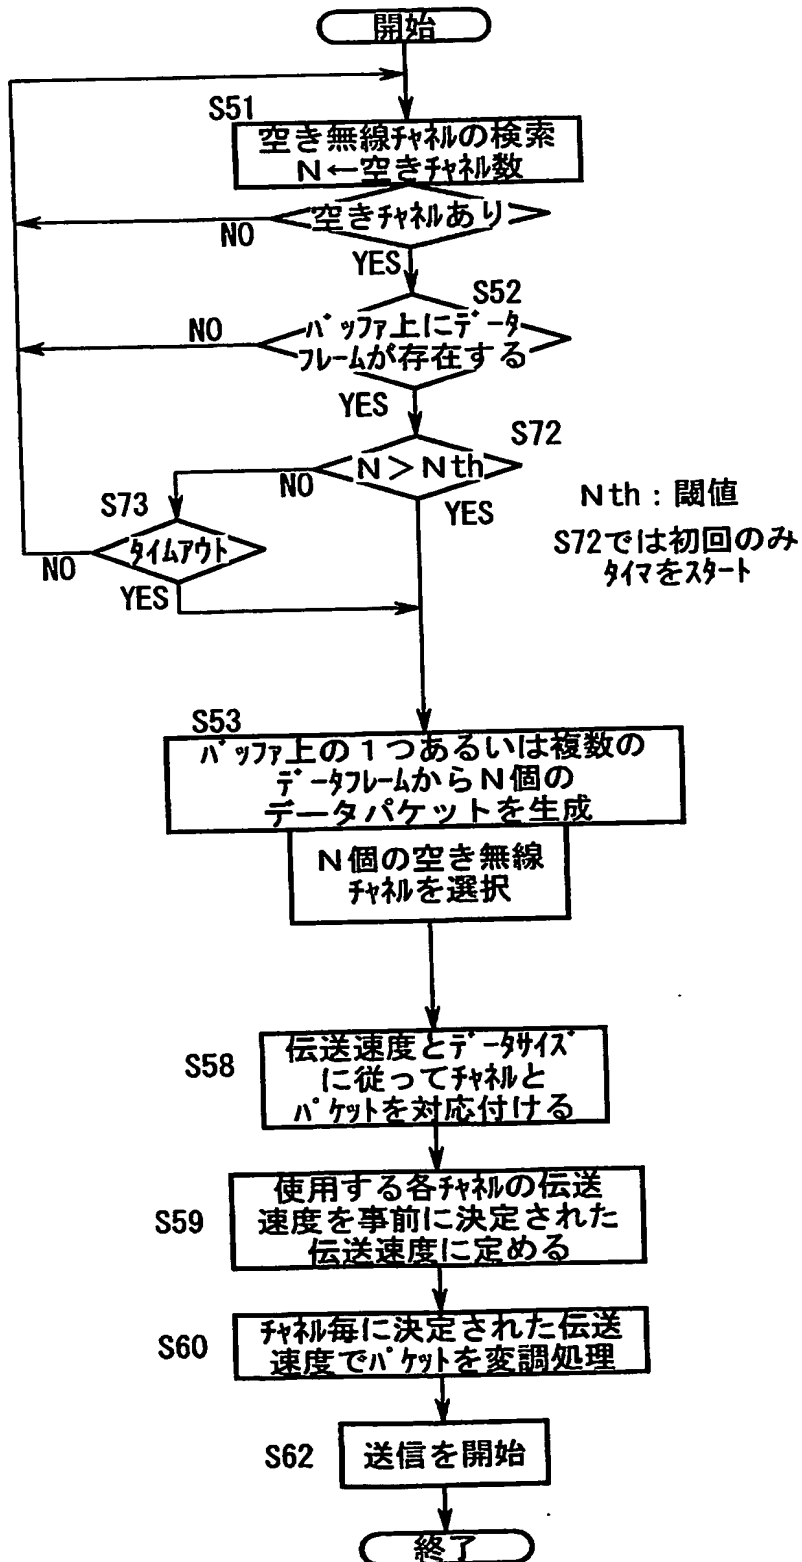 開始
S51
空き無線ﾁｬﾈﾙの検索
N←空きﾁｬﾈﾙ数
空きﾁｬﾈﾙあり
NO
YES
S52
ﾊﾞｯﾌｧ上にﾃﾞｰﾀ
ﾌﾚｰﾑが存在する
NO
YES
S72
N＞Nth
NO
YES
S73
ﾀｲﾑｱｳﾄ
NO
YES
Nth：閾値
S72では初回のみ
ﾀｲﾏをｽﾀｰﾄ
S53
ﾊﾞｯﾌｧ上の１つあるいは複数の
ﾃﾞｰﾀﾌﾚｰﾑからN個の
データパケットを生成
N個の空き無線
ﾁｬﾈﾙを選択
S58
伝送速度とﾃﾞｰﾀｻｲｽﾞ
に従ってﾁｬﾈﾙと
ﾊﾟｹｯﾄを対応付ける
S59
使用する各ﾁｬﾈﾙの伝送
速度を事前に決定された
伝送速度に定める
S60
ﾁｬﾈﾙ毎に決定された伝送
速度でﾊﾟｹｯﾄを変調処理
S62
送信を開始
終了